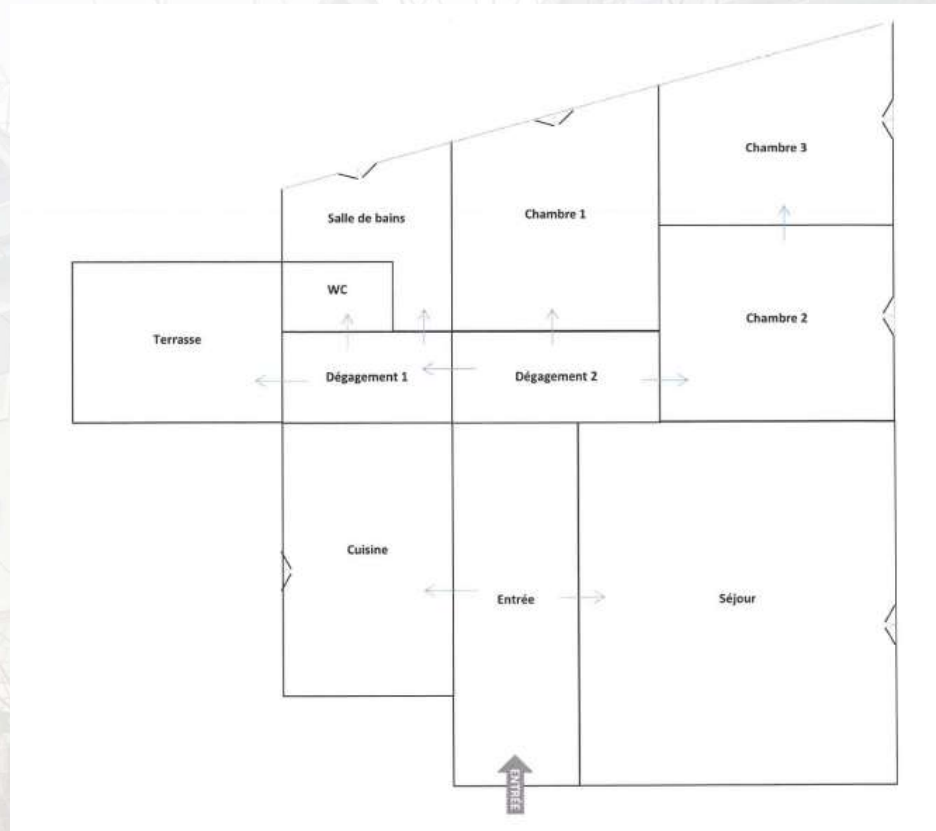 Chambre 3
Salle de bains
Chambre 1
WC
Chambre 2
Terrasse
Dégagement 1
Dégagement 2
Cuisine
Entrée
Séjour
ENTRÉE